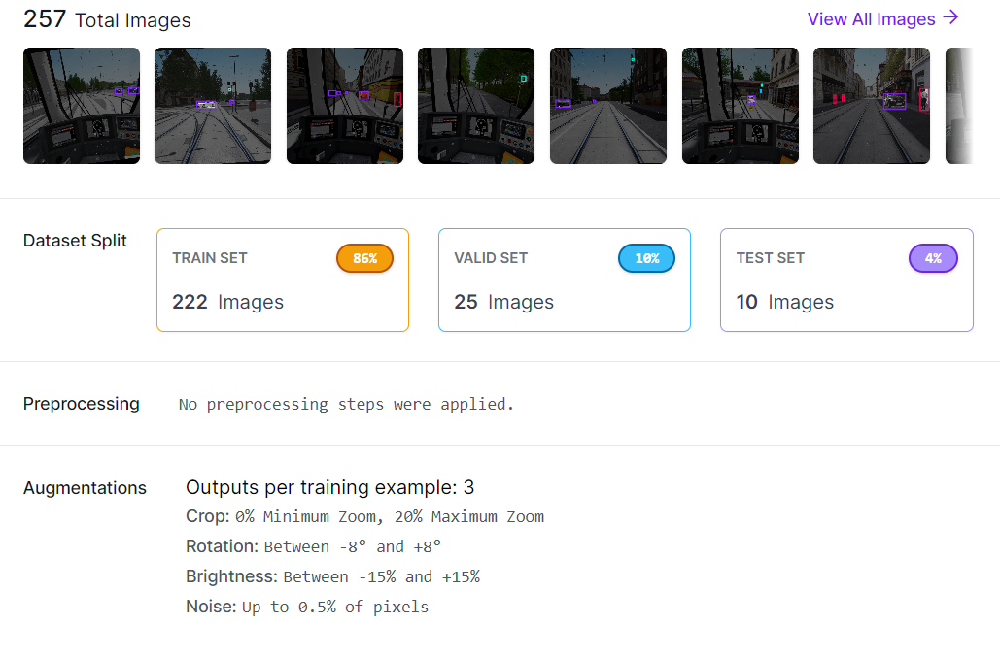 257 Total Images
View All Images →
Dataset Split
TRAIN SET
86%
222 Images
VALID SET
10%
25 Images
TEST SET
4%
10 Images
Preprocessing
No preprocessing steps were applied.
Augmentations
Outputs per training example: 3
Crop: 0% Minimum Zoom, 20% Maximum Zoom
Rotation: Between -8° and +8°
Brightness: Between -15% and +15%
Noise: Up to 0.5% of pixels